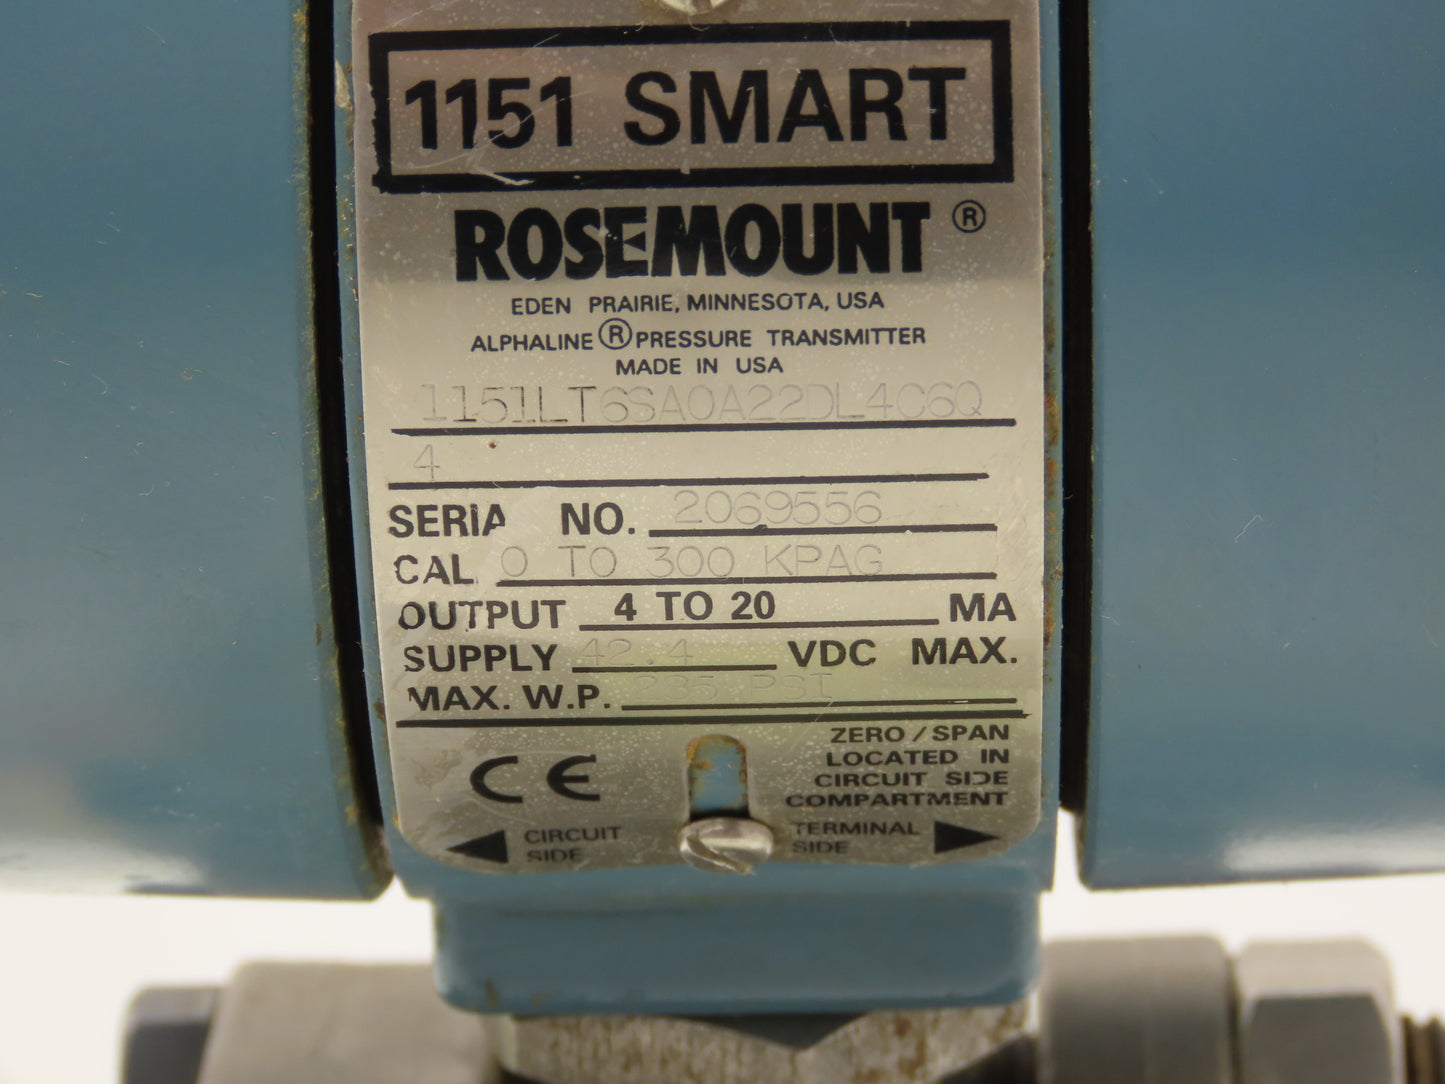 1151 SMART
ROSEMOUNT ®
EDEN PRAIRIE, MINNESOTA, USA
ALPHALINE ® PRESSURE TRANSMITTER
MADE IN USA
1151LT6SA0A22DL4C6Q
4
SERIA NO. 2069556
CAL 0 TO 300 KPAG
OUTPUT 4 TO 20 MA
SUPPLY 42.4 VDC MAX.
MAX. W.P. 235 PSI
ZERO / SPAN
LOCATED IN
CIRCUIT SIDE
COMPARTMENT
CE
CIRCUIT
SIDE
TERMINAL
SIDE